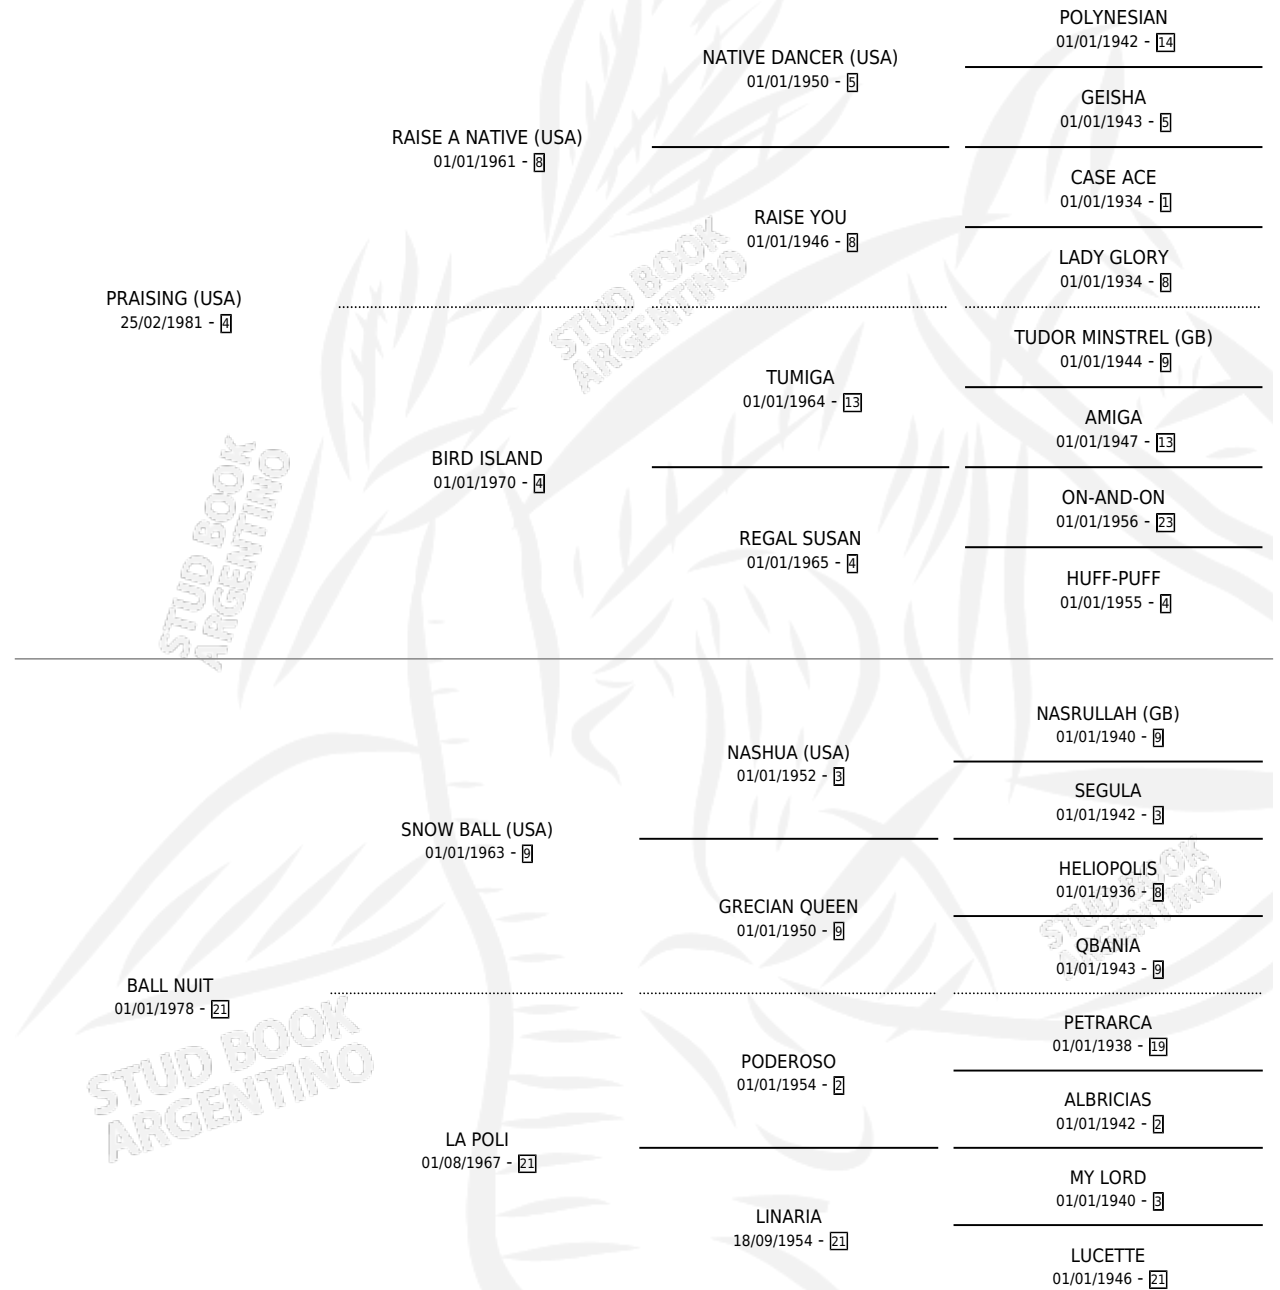 POLYNESIAN
01/01/1942 - 14
NATIVE DANCER (USA)
01/01/1950 - 5
GEISHA
01/01/1943 - 5
RAISE A NATIVE (USA)
01/01/1961 - 8
CASE ACE
01/01/1934 - 1
RAISE YOU
01/01/1946 - 8
LADY GLORY
01/01/1934 - 8
PRAISING (USA)
25/02/1981 - 4
STUD BOOK
ARGENTINO
TUDOR MINSTREL (GB)
01/01/1944 - 9
TUMIGA
01/01/1964 - 13
AMIGA
01/01/1947 - 13
BIRD ISLAND
01/01/1970 - 4
ON-AND-ON
01/01/1956 - 23
REGAL SUSAN
01/01/1965 - 4
HUFF-PUFF
01/01/1955 - 4
STUD BOOK
ARGENTINO
NASRULLAH (GB)
01/01/1940 - 9
NASHUA (USA)
01/01/1952 - 3
SEGULA
01/01/1942 - 3
SNOW BALL (USA)
01/01/1963 - 9
HELIOPOLIS
01/01/1936 - 8
GRECIAN QUEEN
01/01/1950 - 9
STUD BOOK
ARGENTINO
QBANIA
01/01/1943 - 9
BALL NUIT
01/01/1978 - 21
PETRARCA
01/01/1938 - 19
PODEROSO
01/01/1954 - 2
ALBRICIAS
01/01/1942 - 2
STUD BOOK
ARGENTINO
LA POLI
01/08/1967 - 21
MY LORD
01/01/1940 - 3
LINARIA
18/09/1954 - 21
LUCETTE
01/01/1946 - 21